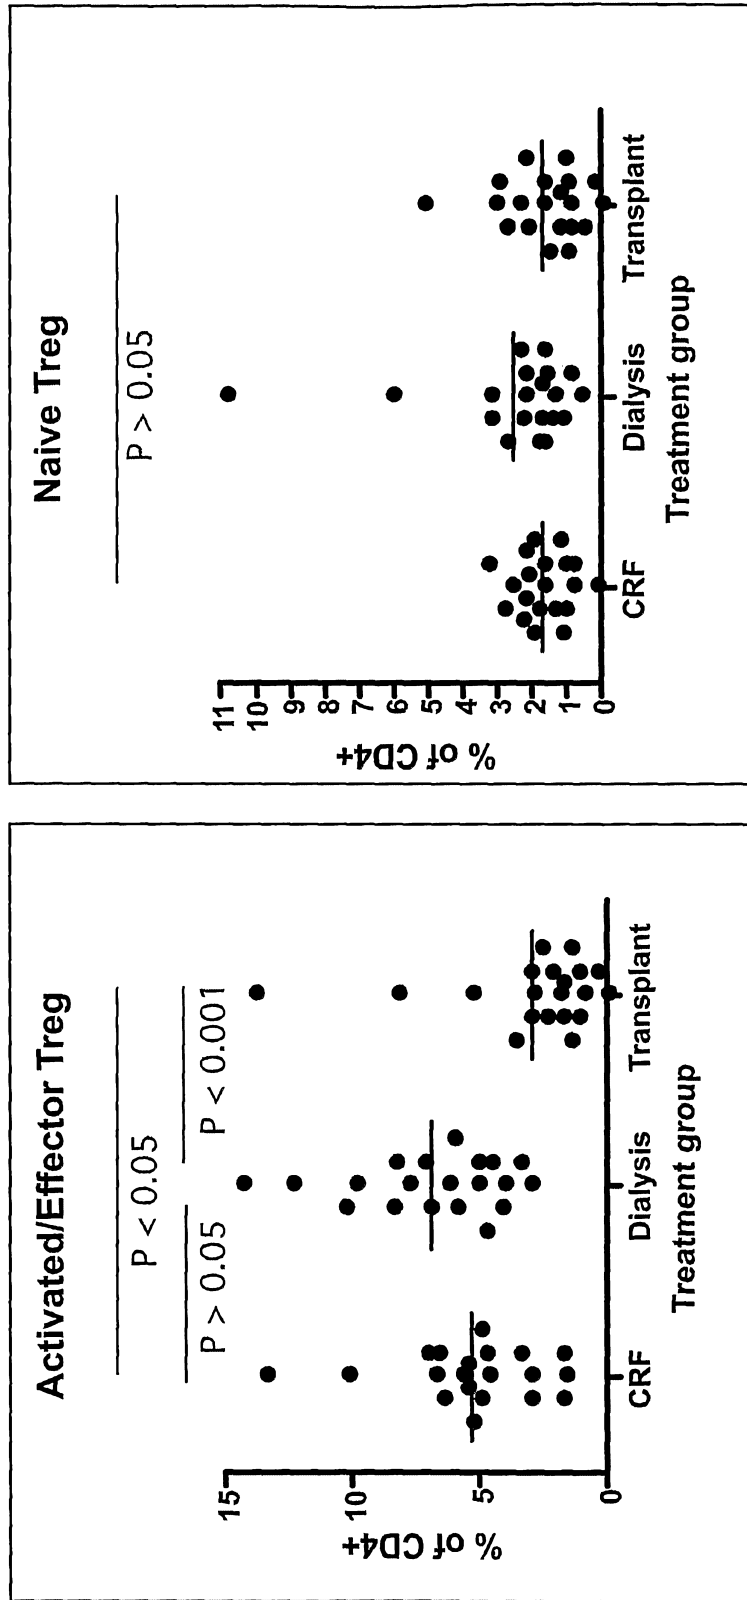 Activated/Effector Treg
P < 0.05
P > 0.05
P < 0.001
% of CD4+
15
10
5
0
CRF
Dialysis
Transplant
Treatment group
Naive Treg
P > 0.05
% of CD4+
11
10
9
8
7
6
5
4
3
2
1
0
CRF
Dialysis
Transplant
Treatment group